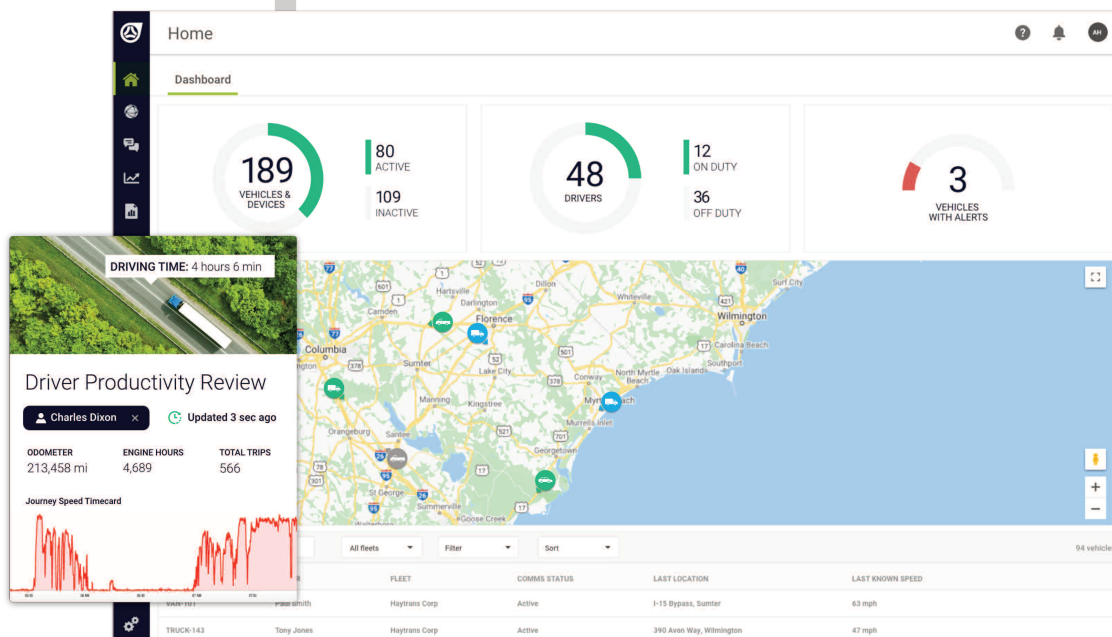 Home
AH
Dashboard
189
VEHICLES &
DEVICES
80
ACTIVE
109
INACTIVE
48
DRIVERS
12
ON DUTY
36
OFF DUTY
3
VEHICLES
WITH ALERTS
DRIVING TIME: 4 hours 6 min
Driver Productivity Review
Charles Dixon ×
Updated 3 sec ago
ODOMETER ENGINE HOURS TOTAL TRIPS
213,458 mi 4,689 566
Journey Speed Timecard
Hartsville
Dillon
Darlington
Camden
Florence
Whiteville
Wilmington
Surf City
Columbia
Sumter
Lake City
Carolina Beach
Southport
Oak Islands
North Myrtle
Beach
Conway
Manning
Kingstree
Murrells Inlet
Orangeburg
Santee
Georgetown
St George
Summerville
Goose Creek
All fleets Filter Sort 94 vehicle
FLEET COMMS STATUS LAST LOCATION LAST KNOWN SPEED
VAN-101 Paul Smith Haytrans Corp Active I-15 Bypass, Sumter 63 mph
TRUCK-143 Tony Jones Haytrans Corp Active 390 Avon Way, Wilmington 47 mph